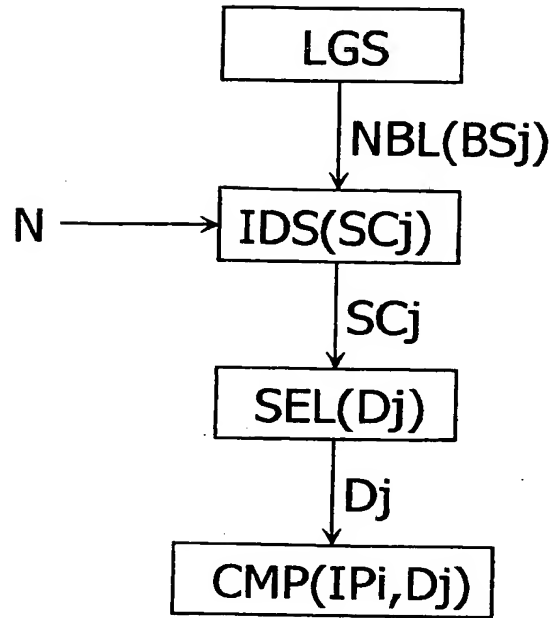 LGS
NBL(BSj)
N
IDS(SCj)
SCj
SEL(Dj)
Dj
CMP(IPi,Dj)